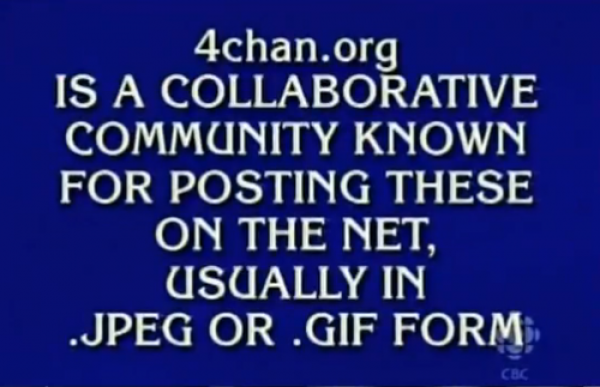 4chan.org
IS A COLLABORATIVE
COMMUNITY KNOWN
FOR POSTING THESE
ON THE NET,
USUALLY IN
.JPEG OR .GIF FORM
CBC